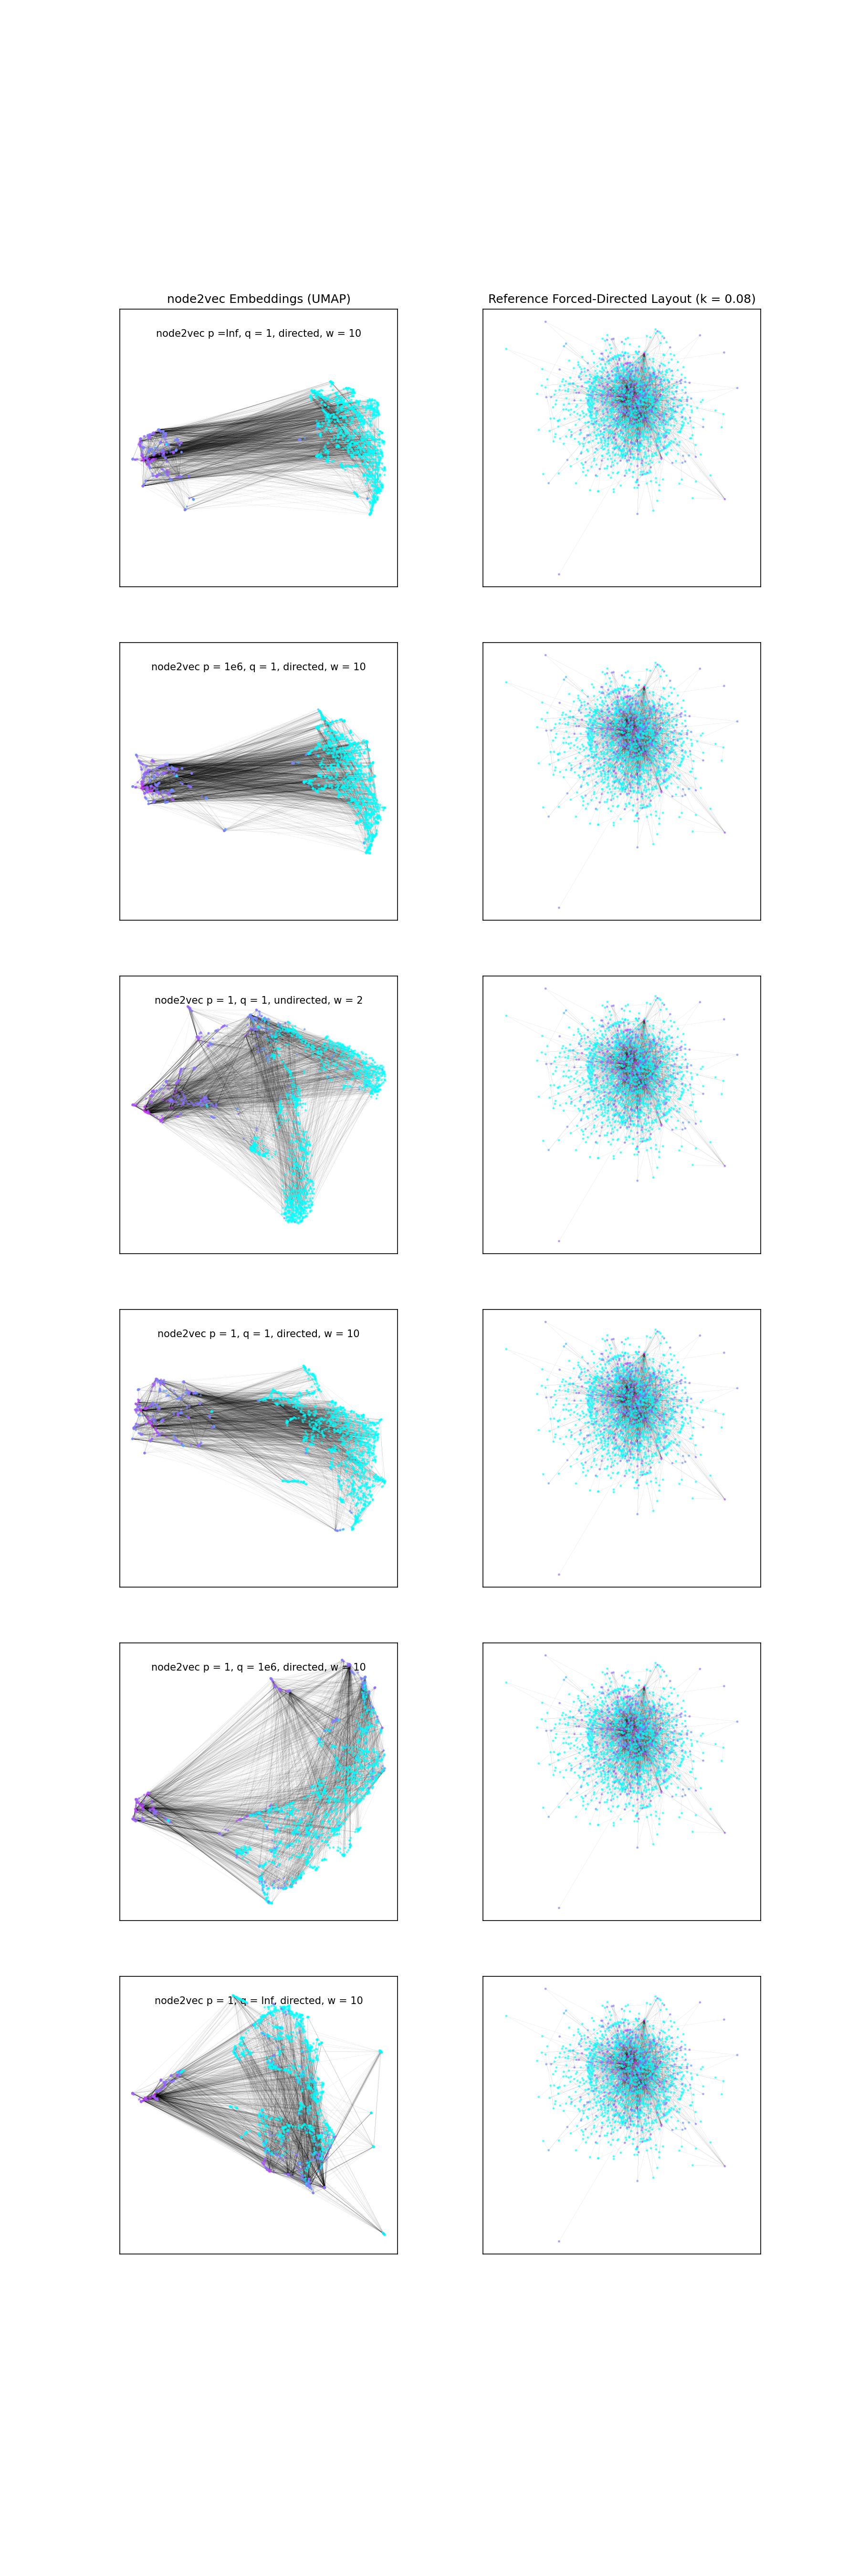 node2vec Embeddings (UMAP)
Reference Forced-Directed Layout (k = 0.08)
node2vec p =Inf, q = 1, directed, w = 10
node2vec p = 1e6, q = 1, directed, w = 10
node2vec p = 1, q = 1, undirected, w = 2
node2vec p = 1, q = 1, directed, w = 10
node2vec p = 1, q = 1e6, directed, w = 10
node2vec p = 1, q = Inf, directed, w = 10